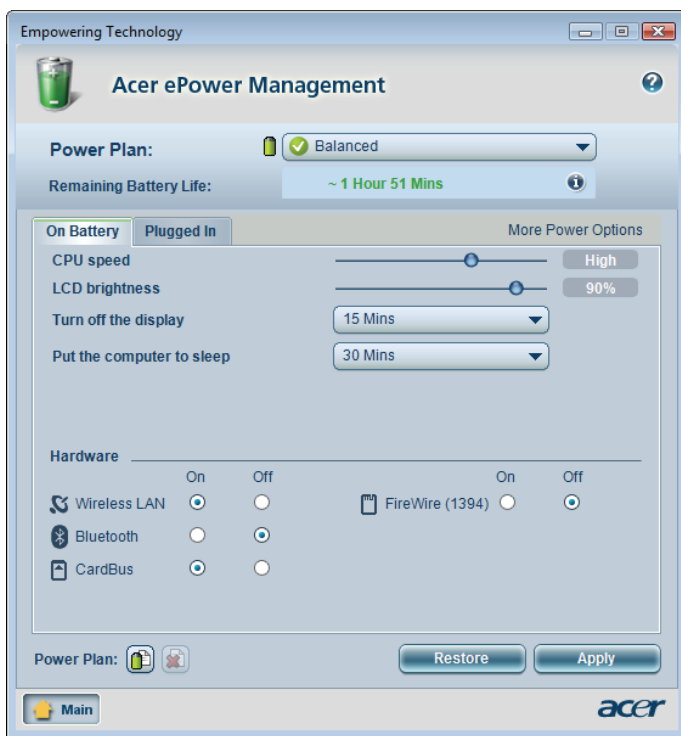 Empowering Technology
Acer ePower Management
Power Plan:
Balanced
Remaining Battery Life:
~ 1 Hour 51 Mins
On Battery
Plugged In
More Power Options
CPU speed
High
LCD brightness
90%
Turn off the display
15 Mins
Put the computer to sleep
30 Mins
Hardware
On Off On Off
Wireless LAN
FireWire (1394)
Bluetooth
CardBus
Power Plan:
Restore
Apply
Main
acer